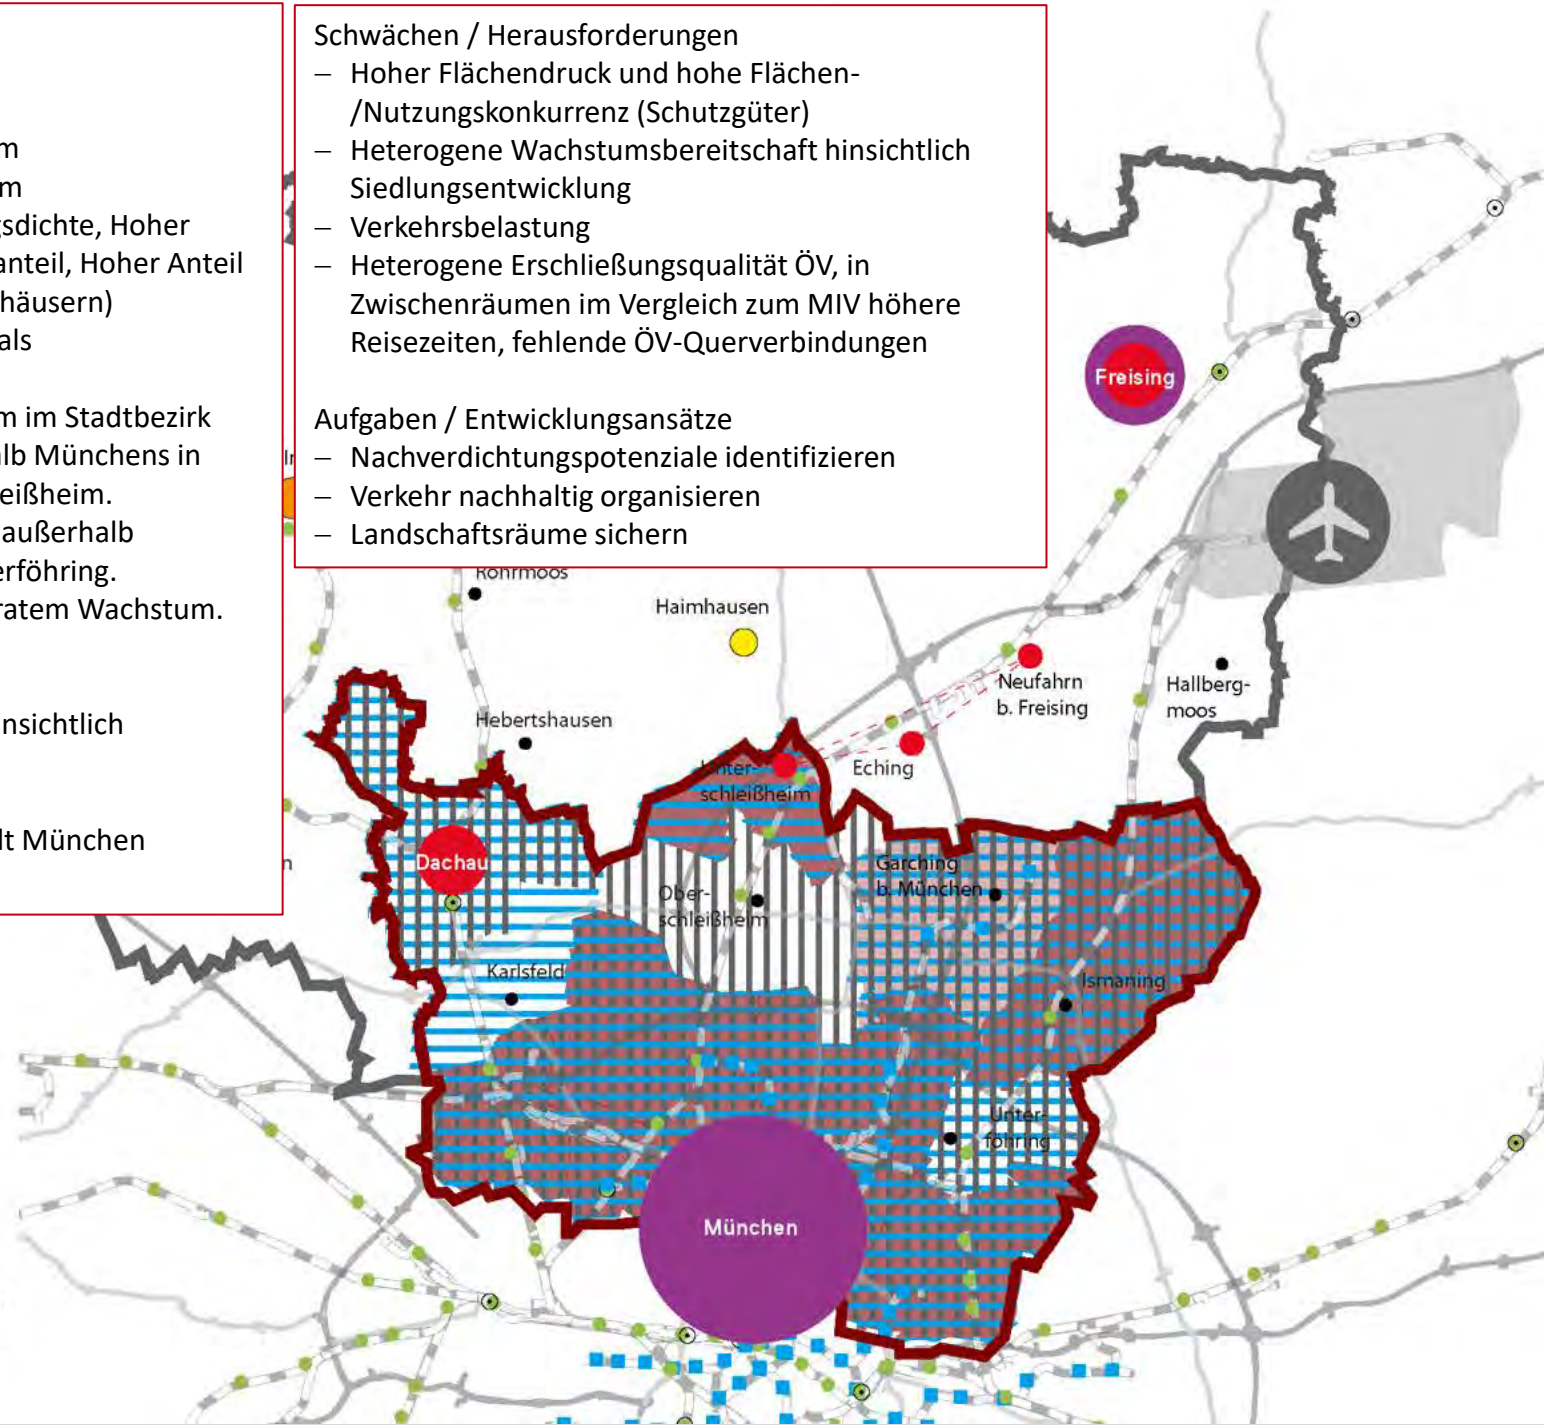 m
m
gsdichte, Hoher
anteil, Hoher Anteil
häusern)
als
m im Stadtbezirk
alb Münchens in
eißheim.
außerhalb
erföhring.
ratem Wachstum.
nsichtlich
lt München
Schwächen / Herausforderungen
– Hoher Flächendruck und hohe Flächen-
/Nutzungskonkurrenz (Schutzgüter)
– Heterogene Wachstumsbereitschaft hinsichtlich
Siedlungsentwicklung
– Verkehrsbelastung
– Heterogene Erschließungsqualität ÖV, in
Zwischenräumen im Vergleich zum MIV höhere
Reisezeiten, fehlende ÖV-Querverbindungen
Aufgaben / Entwicklungsansätze
– Nachverdichtungspotenziale identifizieren
– Verkehr nachhaltig organisieren
– Landschaftsräume sichern
Freising
Röhrmoos
Haimhausen
Neufahrn
b. Freising
Hallberg-
moos
Hebertshausen
Eching
Unter-
schleißheim
Dachau
n
Garching
b. München
Ober-
schleißheim
Karlsfeld
Ismaning
Unter-
föhring
München